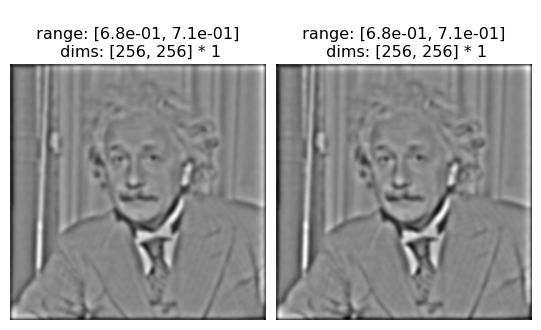 range: [6.8e-01, 7.1e-01]
dims: [256, 256] * 1
range: [6.8e-01, 7.1e-01]
dims: [256, 256] * 1